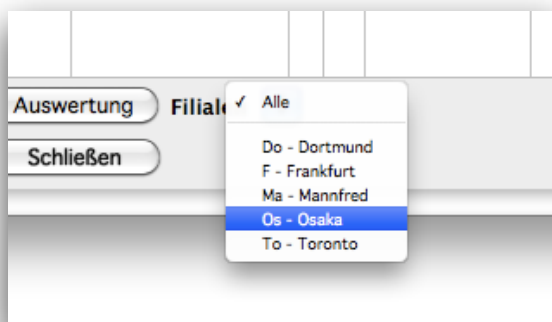 Auswertung
Filiale
✓ Alle
Do - Dortmund
F - Frankfurt
Ma - Mannfred
Os - Osaka
To - Toronto
Schließen